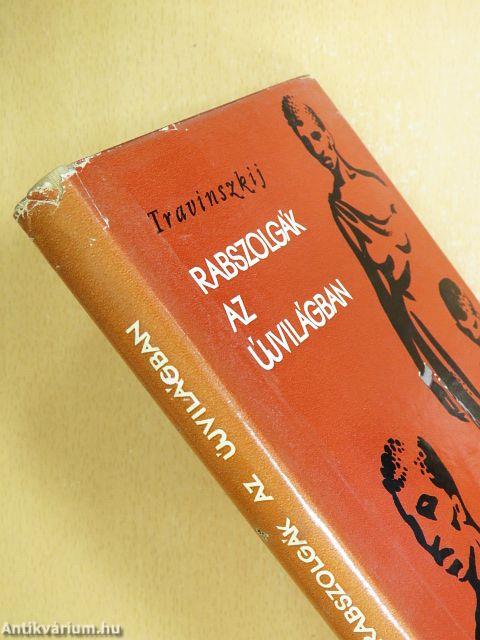 Travinszkij
RABSZOLGÁK
AZ
ÚJVILÁGBAN
RABSZOLGÁK AZ ÚJVILÁGBAN
Antikvárium.hu